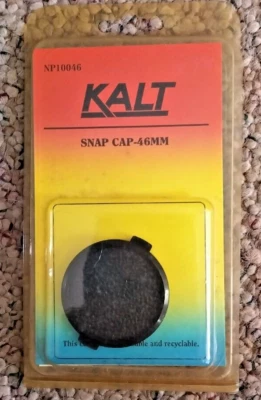 NP10046
KALT
SNAP CAP-46MM
This and recyclable.